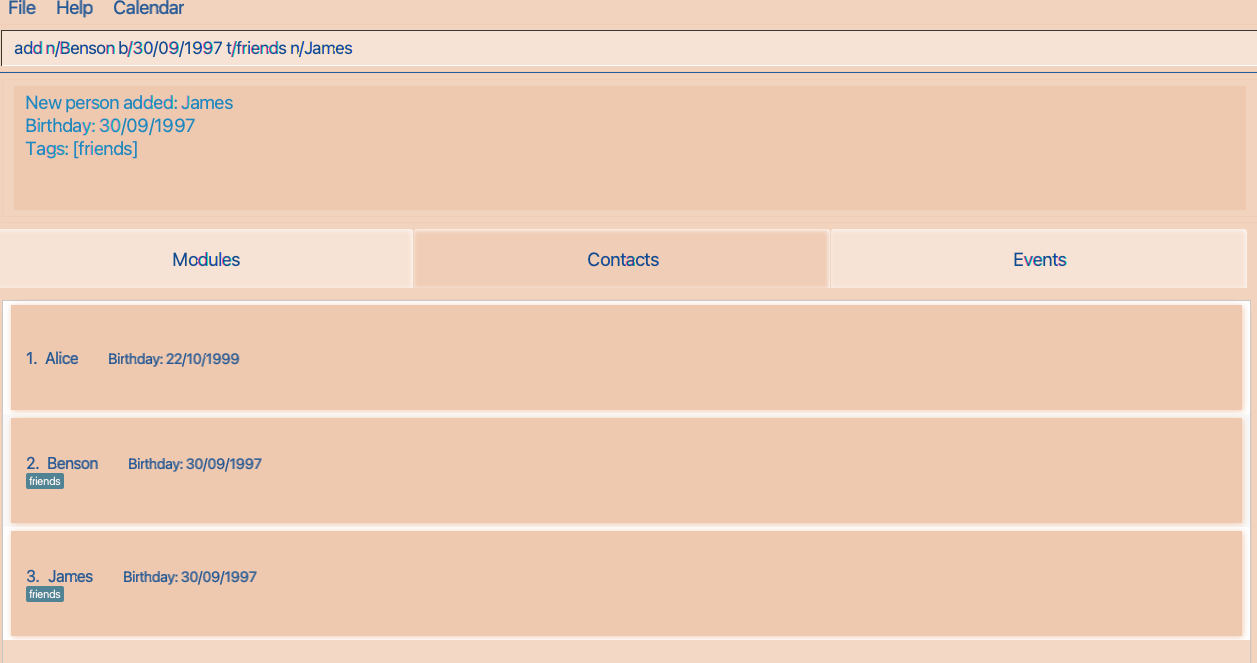 File Help Calendar
add n/Benson b/30/09/1997 t/friends n/James
New person added: James
Birthday: 30/09/1997
Tags: [friends]
Modules Contacts Events
1. Alice Birthday: 22/10/1999
2. Benson Birthday: 30/09/1997
friends
3. James Birthday: 30/09/1997
friends